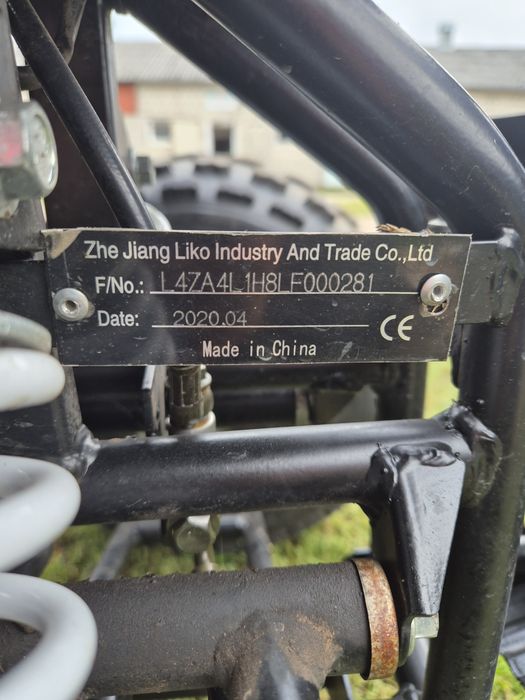 Zhe Jiang Liko Industry And Trade Co.,Ltd
F/No.: L4ZA4L1H8LF000281
Date: 2020.04
CE
Made in China